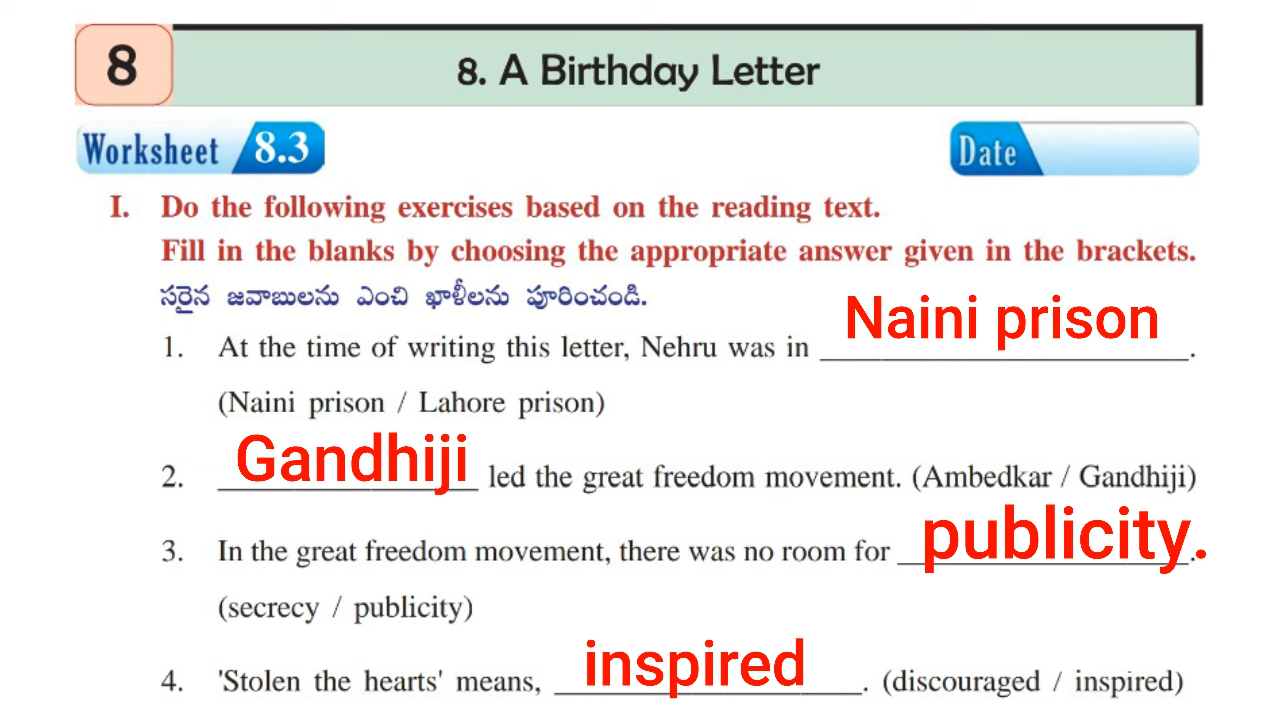 8
8. A Birthday Letter
Worksheet 8.3
Date
I. Do the following exercises based on the reading text.
Fill in the blanks by choosing the appropriate answer given in the brackets.
సరైన జవాబులను ఎంచి ఖాళీలను పూరించండి.
1. At the time of writing this letter, Nehru was in Naini prison.
(Naini prison / Lahore prison)
2. Gandhiji led the great freedom movement. (Ambedkar / Gandhiji)
3. In the great freedom movement, there was no room for publicity.
(secrecy / publicity)
4. 'Stolen the hearts' means, inspired. (discouraged / inspired)